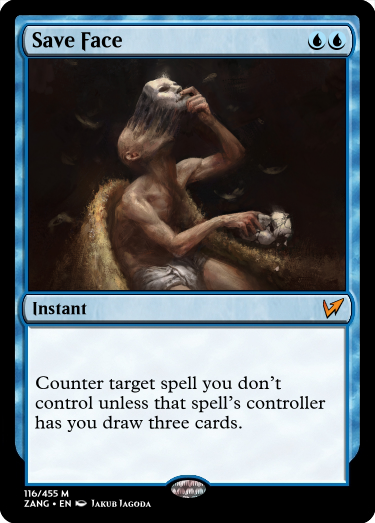 Save Face
Instant
Counter target spell you don't
control unless that spell's controller
has you draw three cards.
116/455 M
ZANG • EN Jakub Jagoda